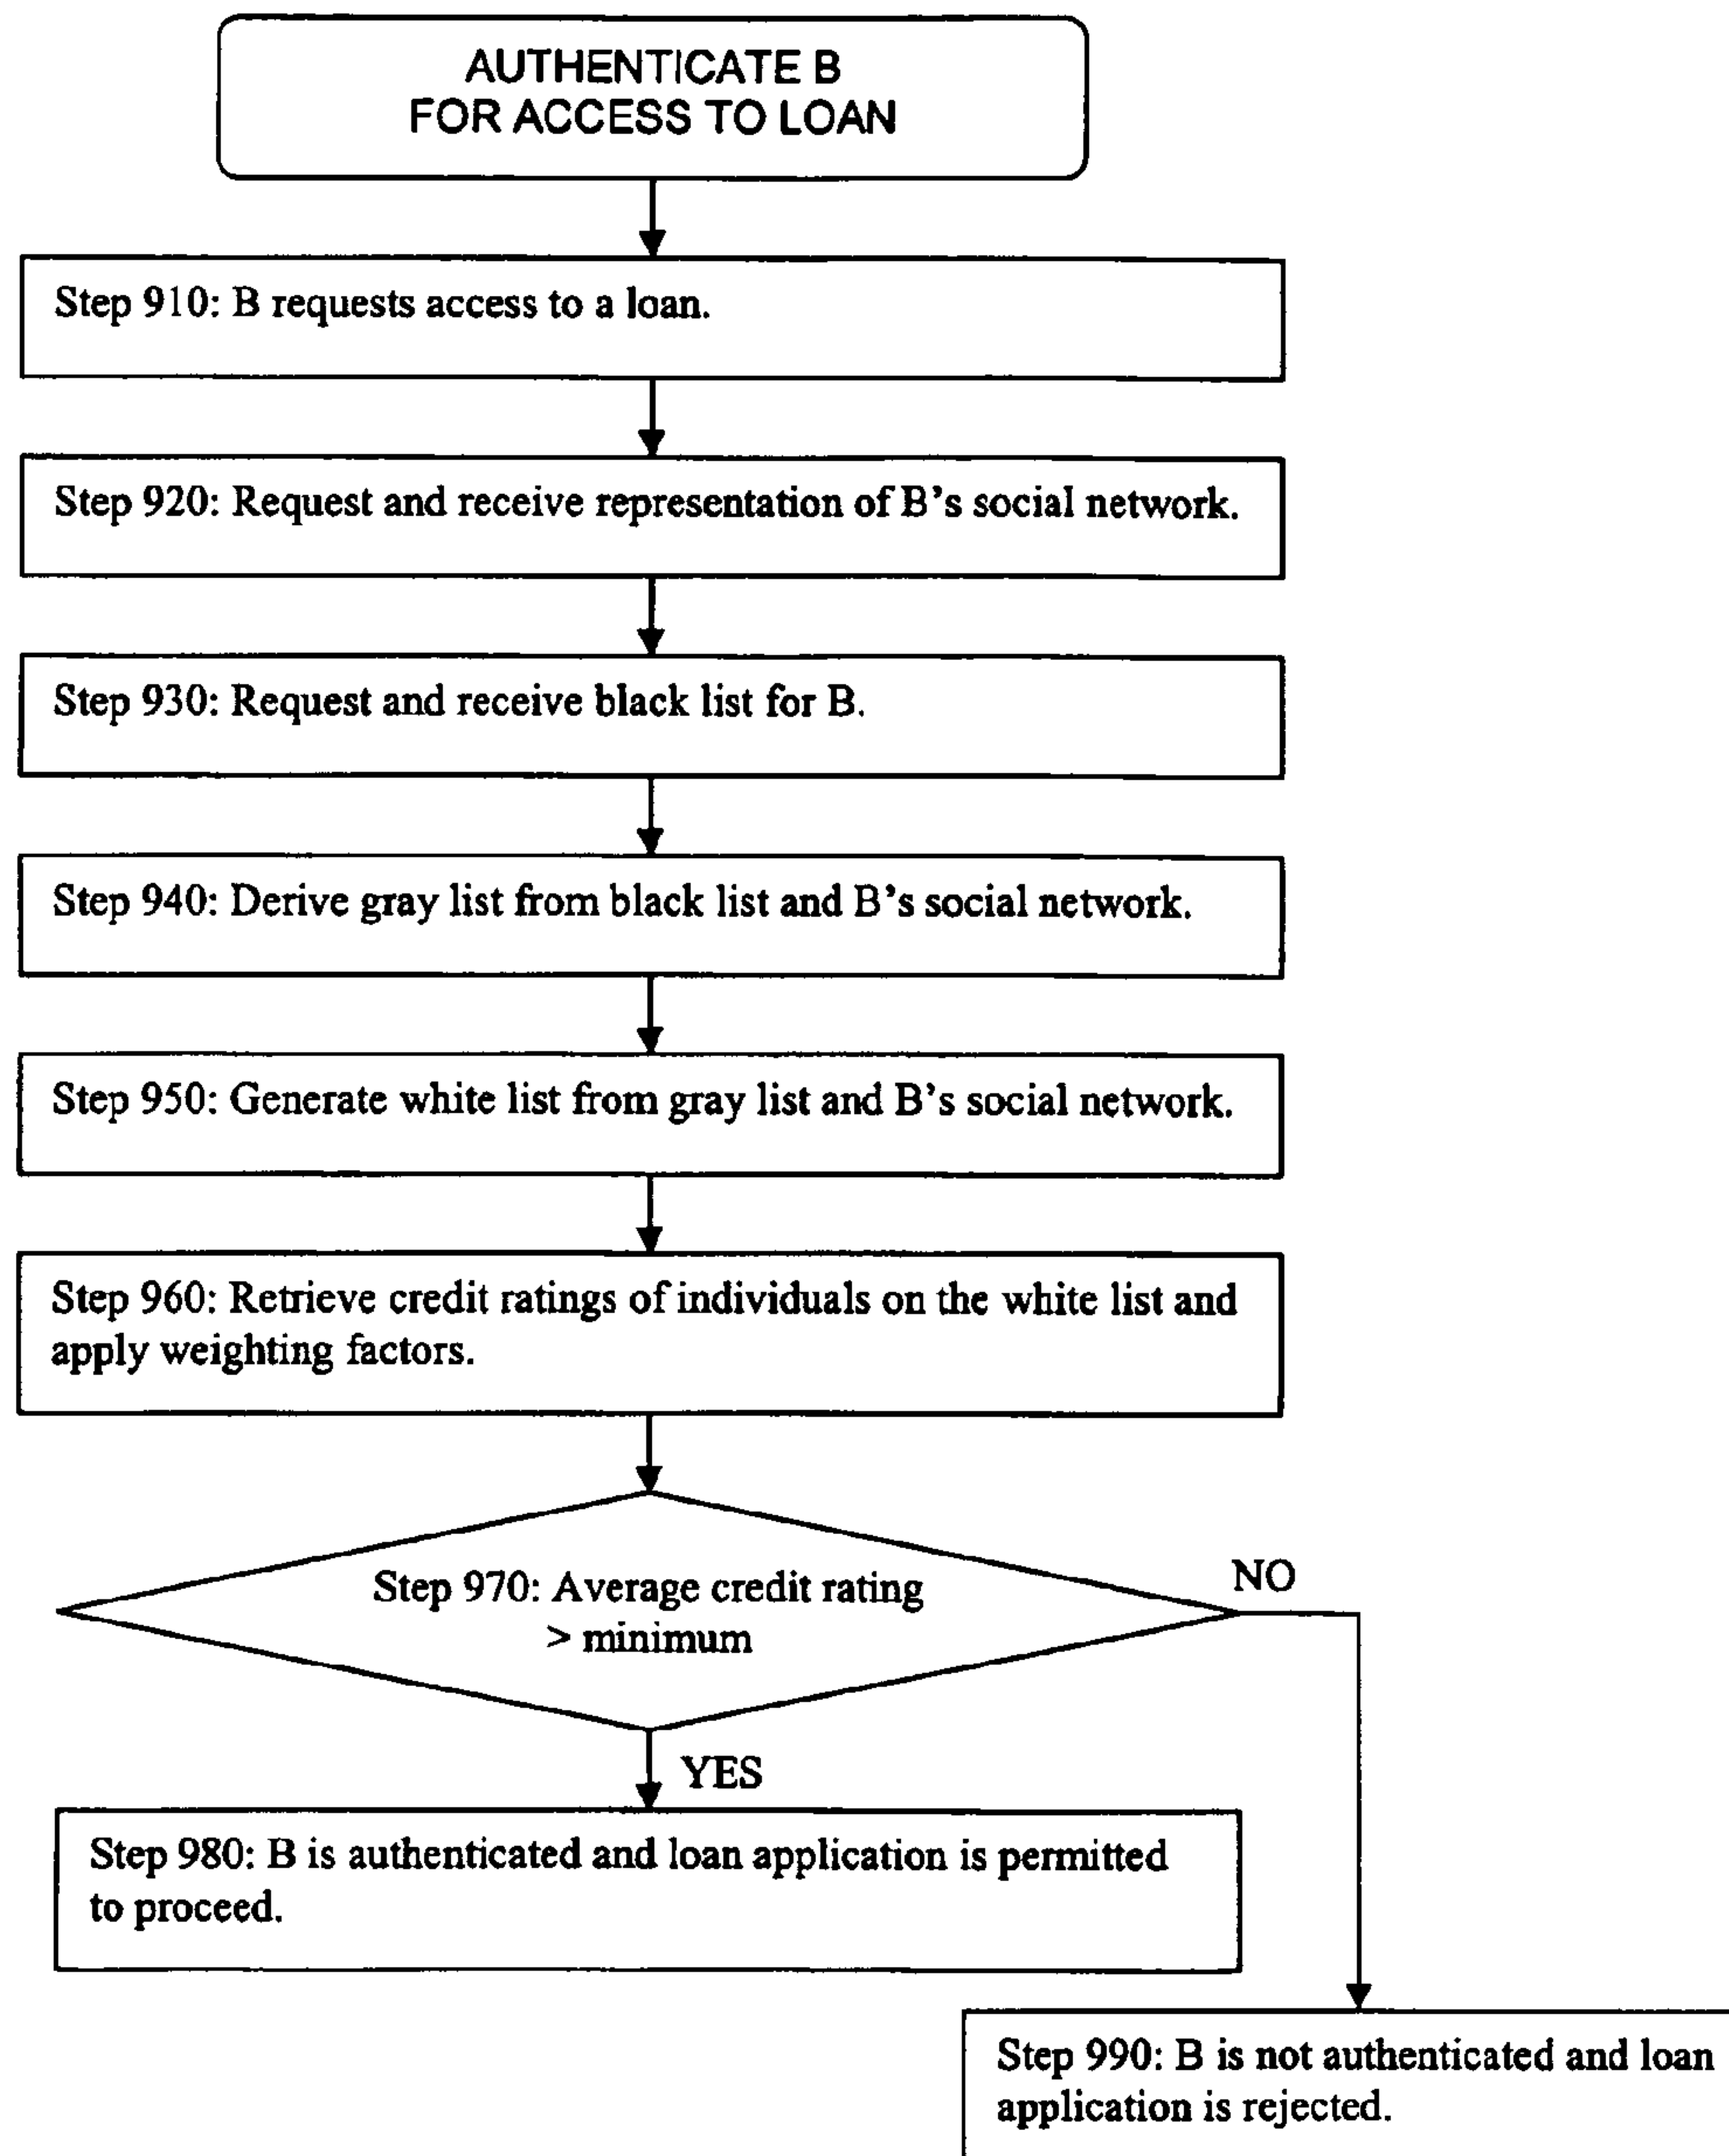 AUTHENTICATE B
FOR ACCESS TO LOAN
Step 910: B requests access to a loan.
Step 920: Request and receive representation of B's social network.
Step 930: Request and receive black list for B.
Step 940: Derive gray list from black list and B's social network.
Step 950: Generate white list from gray list and B's social network.
Step 960: Retrieve credit ratings of individuals on the white list and
apply weighting factors.
Step 970: Average credit rating
> minimum
NO
YES
Step 980: B is authenticated and loan application is permitted
to proceed.
Step 990: B is not authenticated and loan
application is rejected.